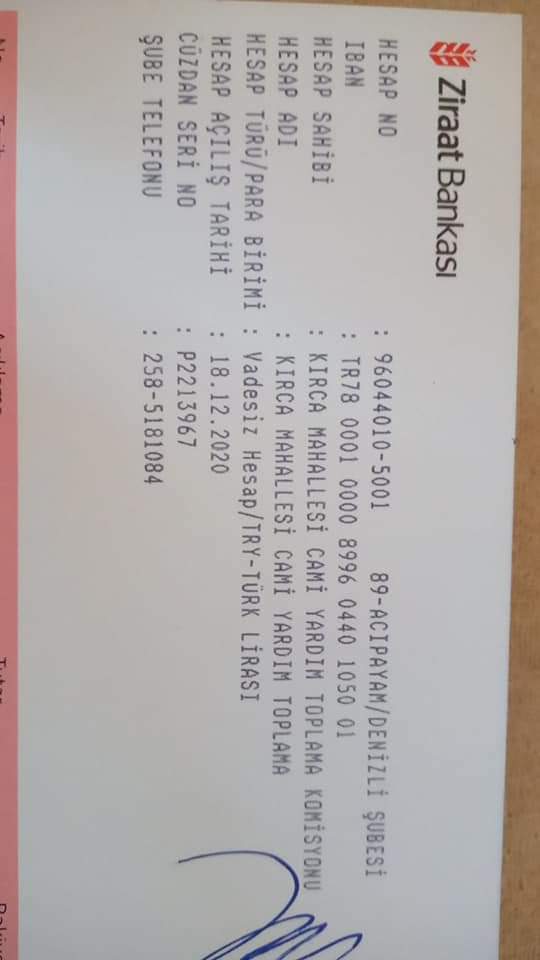 Ziraat Bankası
HESAP NO : 96044010-5001 89-ACIPAYAM/DENİZLİ ŞUBESİ
IBAN : TR78 0001 0000 8996 0440 1050 01
HESAP SAHİBİ : KIRCA MAHALLESİ CAMİ YARDIM TOPLAMA KOMİSYONU
HESAP ADI : KIRCA MAHALLESİ CAMİ YARDIM TOPLAMA
HESAP TÜRÜ/PARA BİRİMİ : Vadesiz Hesap/TRY-TÜRK LİRASI
HESAP AÇILIŞ TARİHİ : 18.12.2020
CÜZDAN SERİ NO : P2213967
ŞUBE TELEFONU : 258-5181084